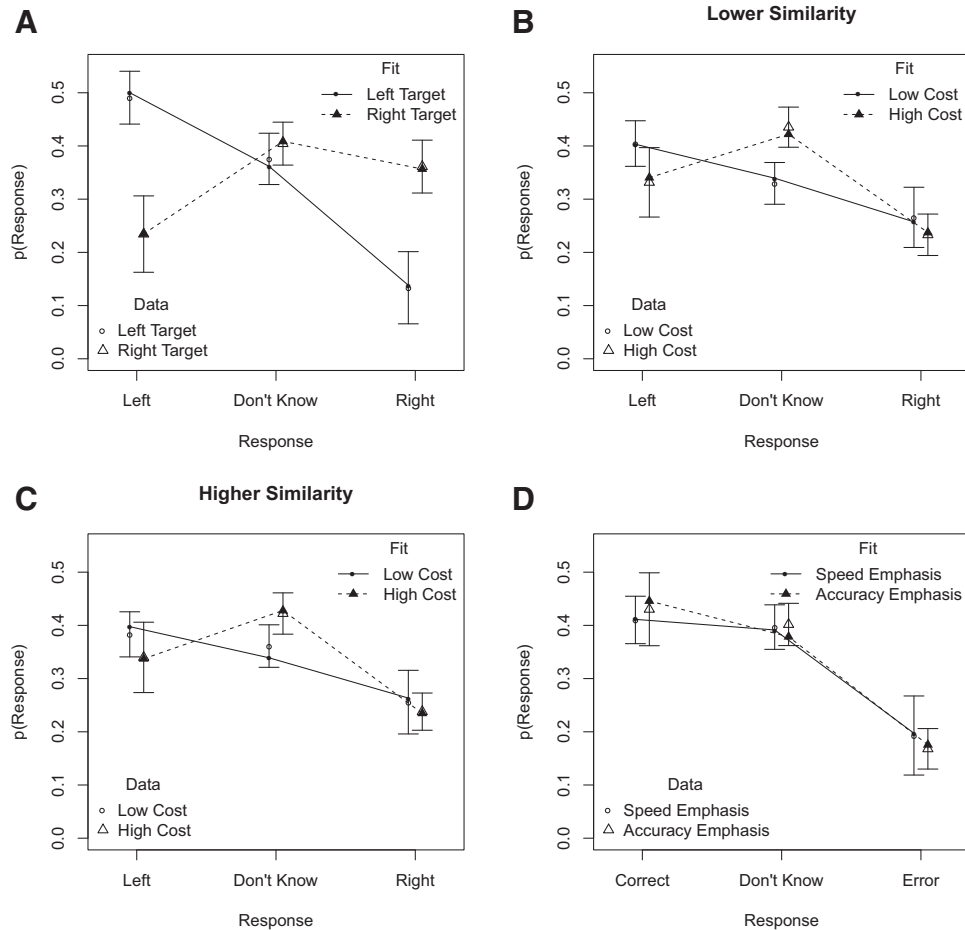 A
Fit
Left Target
Right Target
p(Response)
0.0 0.1 0.2 0.3 0.4 0.5
Data
Left Target
Right Target
Left Don't Know Right
Response
B
Lower Similarity
Fit
Low Cost
High Cost
p(Response)
0.0 0.1 0.2 0.3 0.4 0.5
Data
Low Cost
High Cost
Left Don't Know Right
Response
C
Higher Similarity
Fit
Low Cost
High Cost
p(Response)
0.0 0.1 0.2 0.3 0.4 0.5
Data
Low Cost
High Cost
Left Don't Know Right
Response
D
Fit
Speed Emphasis
Accuracy Emphasis
p(Response)
0.0 0.1 0.2 0.3 0.4 0.5
Data
Speed Emphasis
Accuracy Emphasis
Correct Don't Know Error
Response